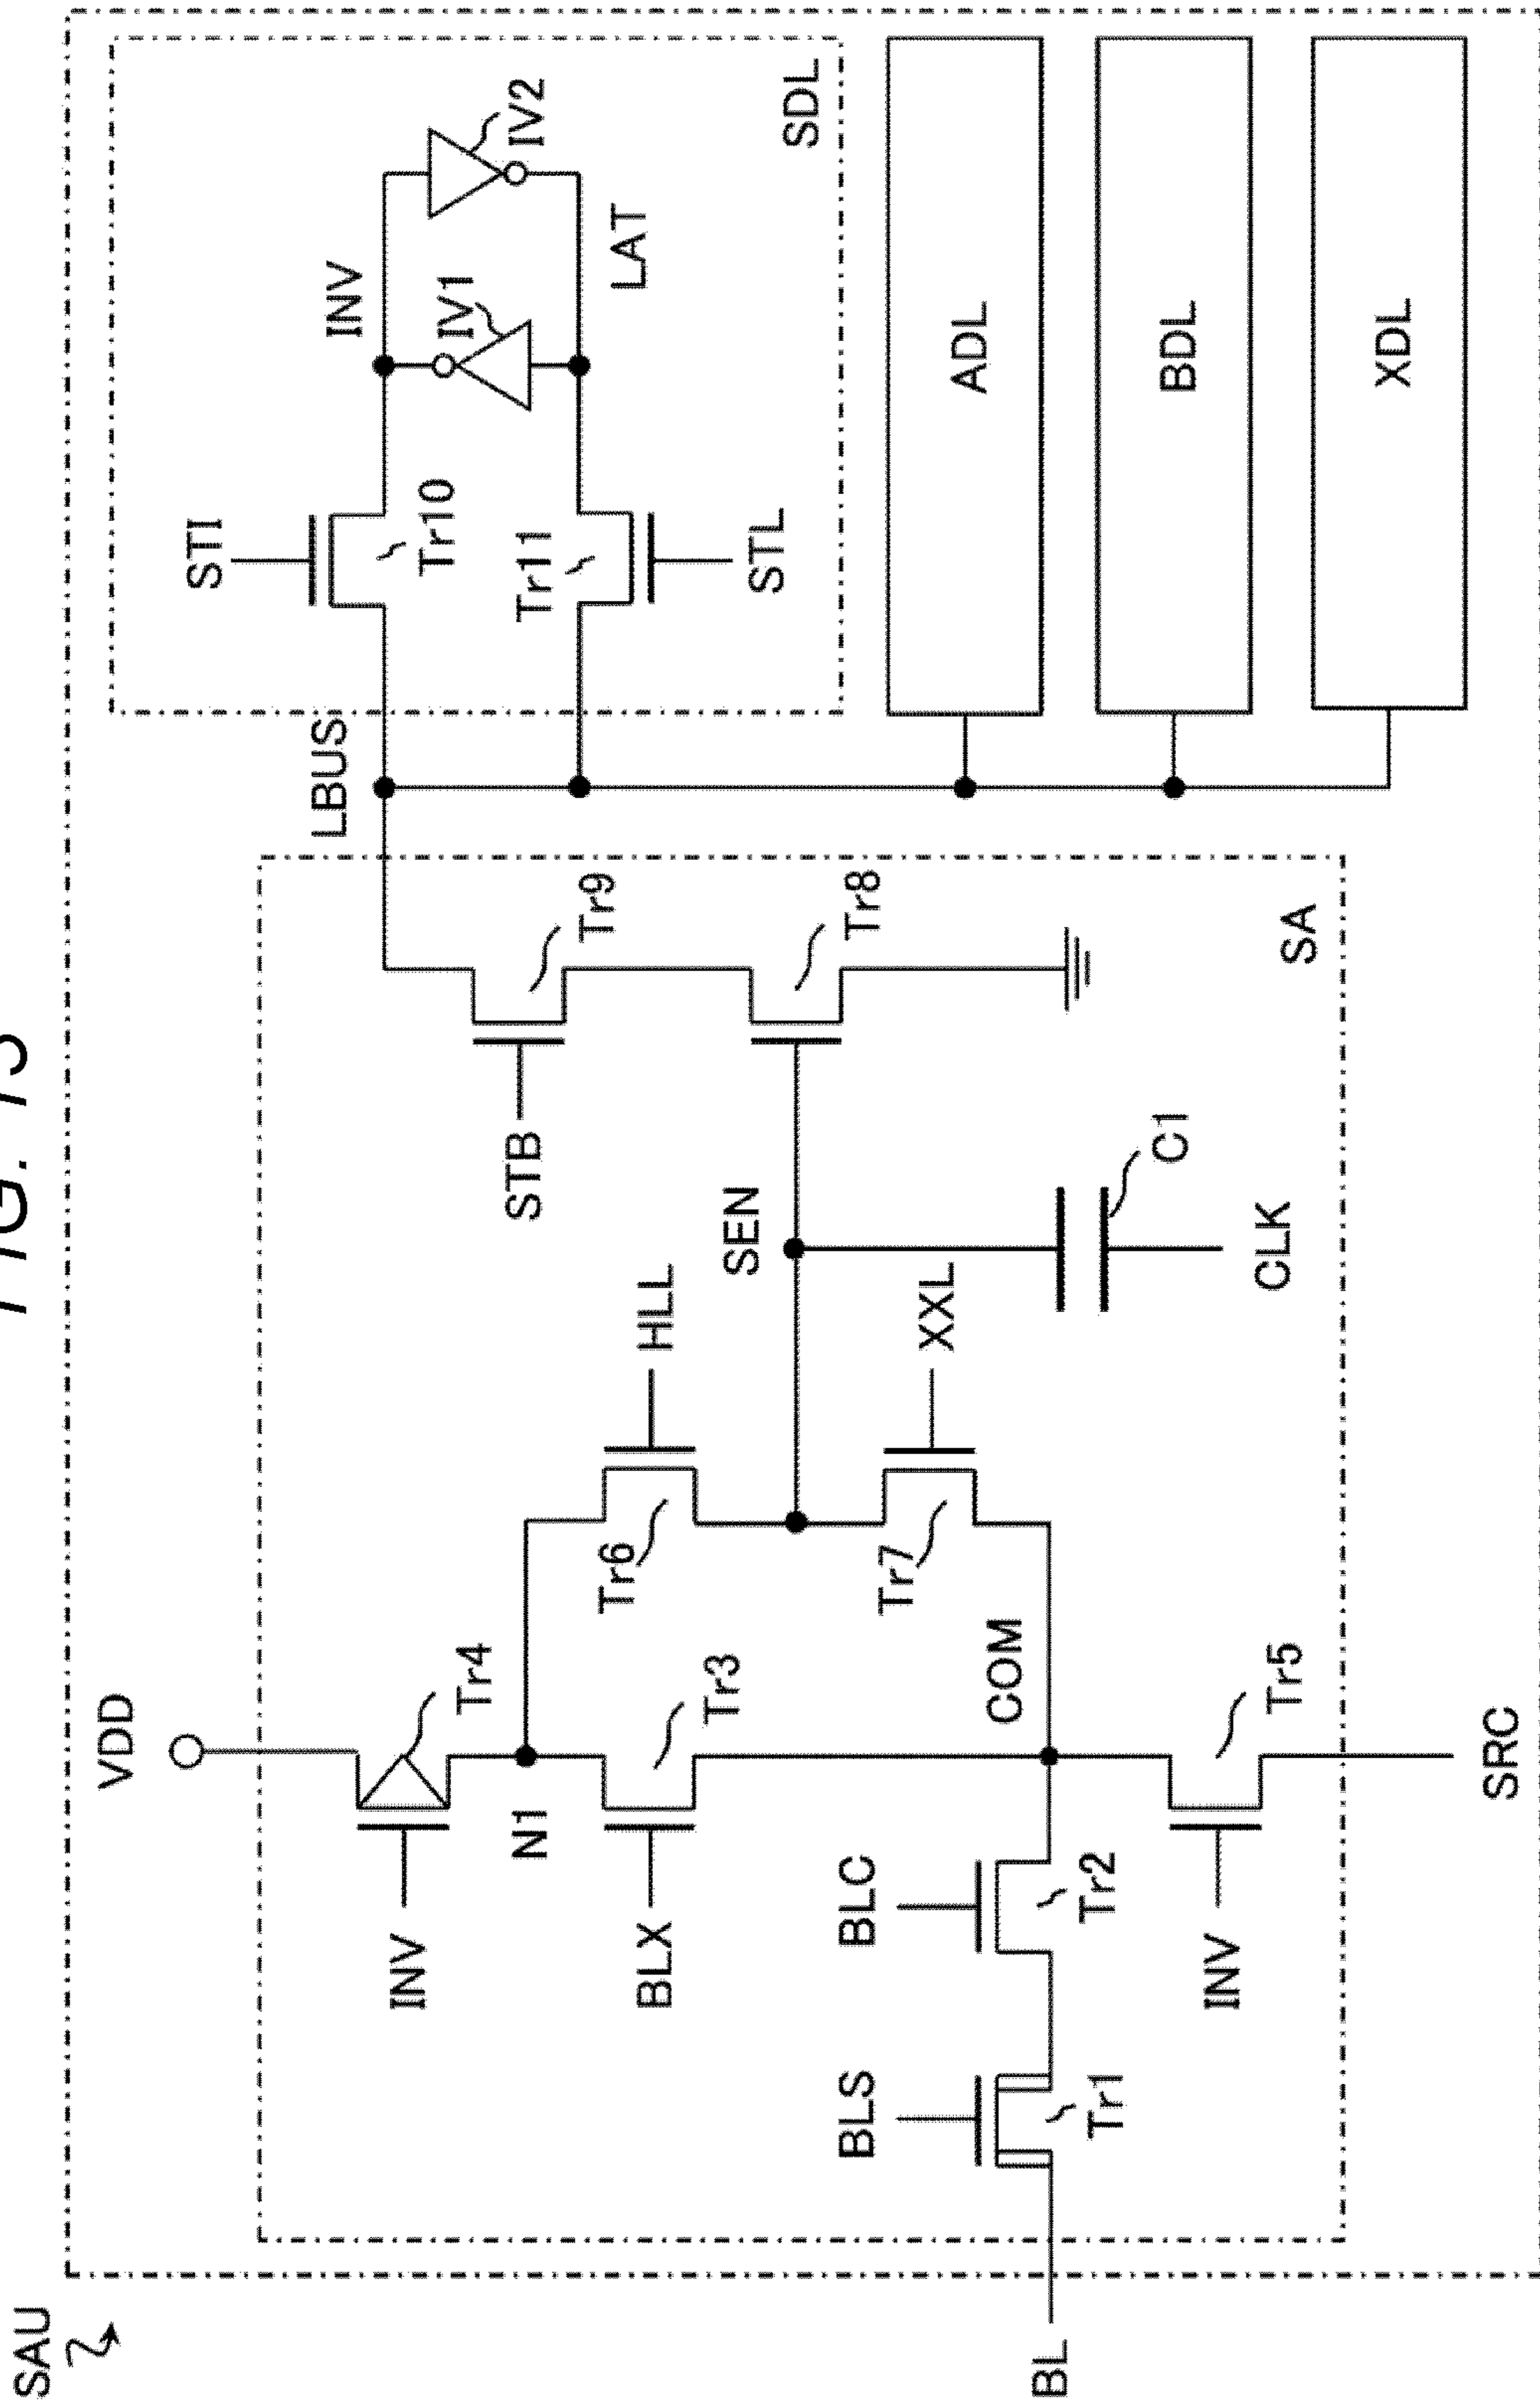 FIG.
SAU
VDD
STI
INV
Tr4
INV
LBUS
Tr10
IV1
IV2
N1
STB
Tr9
Tr11
LAT
BLX
Tr6
HLL
Tr3
SEN
STL
SDL
BLS
BLC
Tr7
XXL
Tr8
ADL
COM
BL
Tr1
Tr2
C1
BDL
INV
Tr5
CLK
SA
XDL
SRC